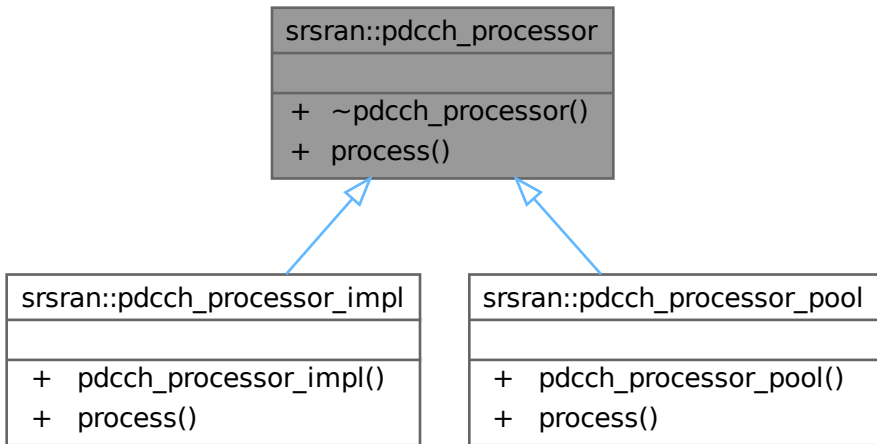 srsran::pdcch_processor
+ ~pdcch_processor()
+ process()
srsran::pdcch_processor_impl
+ pdcch_processor_impl()
+ process()
srsran::pdcch_processor_pool
+ pdcch_processor_pool()
+ process()